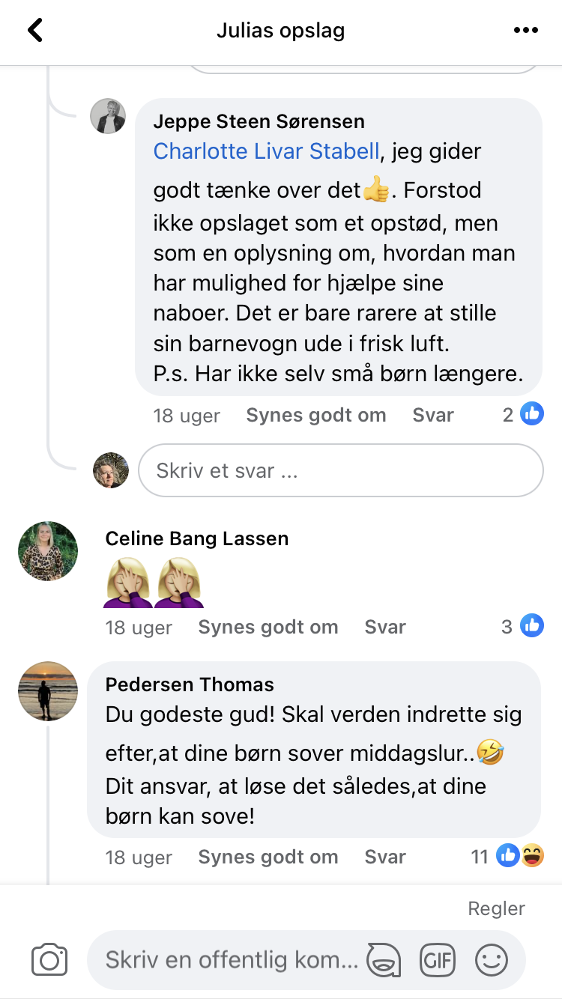 Julias opslag
Jeppe Steen Sørensen
Charlotte Livar Stabell, jeg gider
godt tænke over det👍. Forstod
ikke opslaget som et opstød, men
som en oplysning om, hvordan man
har mulighed for hjælpe sine
naboer. Det er bare rarere at stille
sin barnevogn ude i frisk luft.
P.s. Har ikke selv små børn længere.
18 uger Synes godt om Svar 2
Skriv et svar ...
Celine Bang Lassen
🤦🏼‍♀️🤦🏼‍♀️
18 uger Synes godt om Svar 3
Pedersen Thomas
Du godeste gud! Skal verden indrette sig
efter,at dine børn sover middagslur..🤣
Dit ansvar, at løse det således,at dine
børn kan sove!
18 uger Synes godt om Svar 11
Regler
Skriv en offentlig kom... GIF